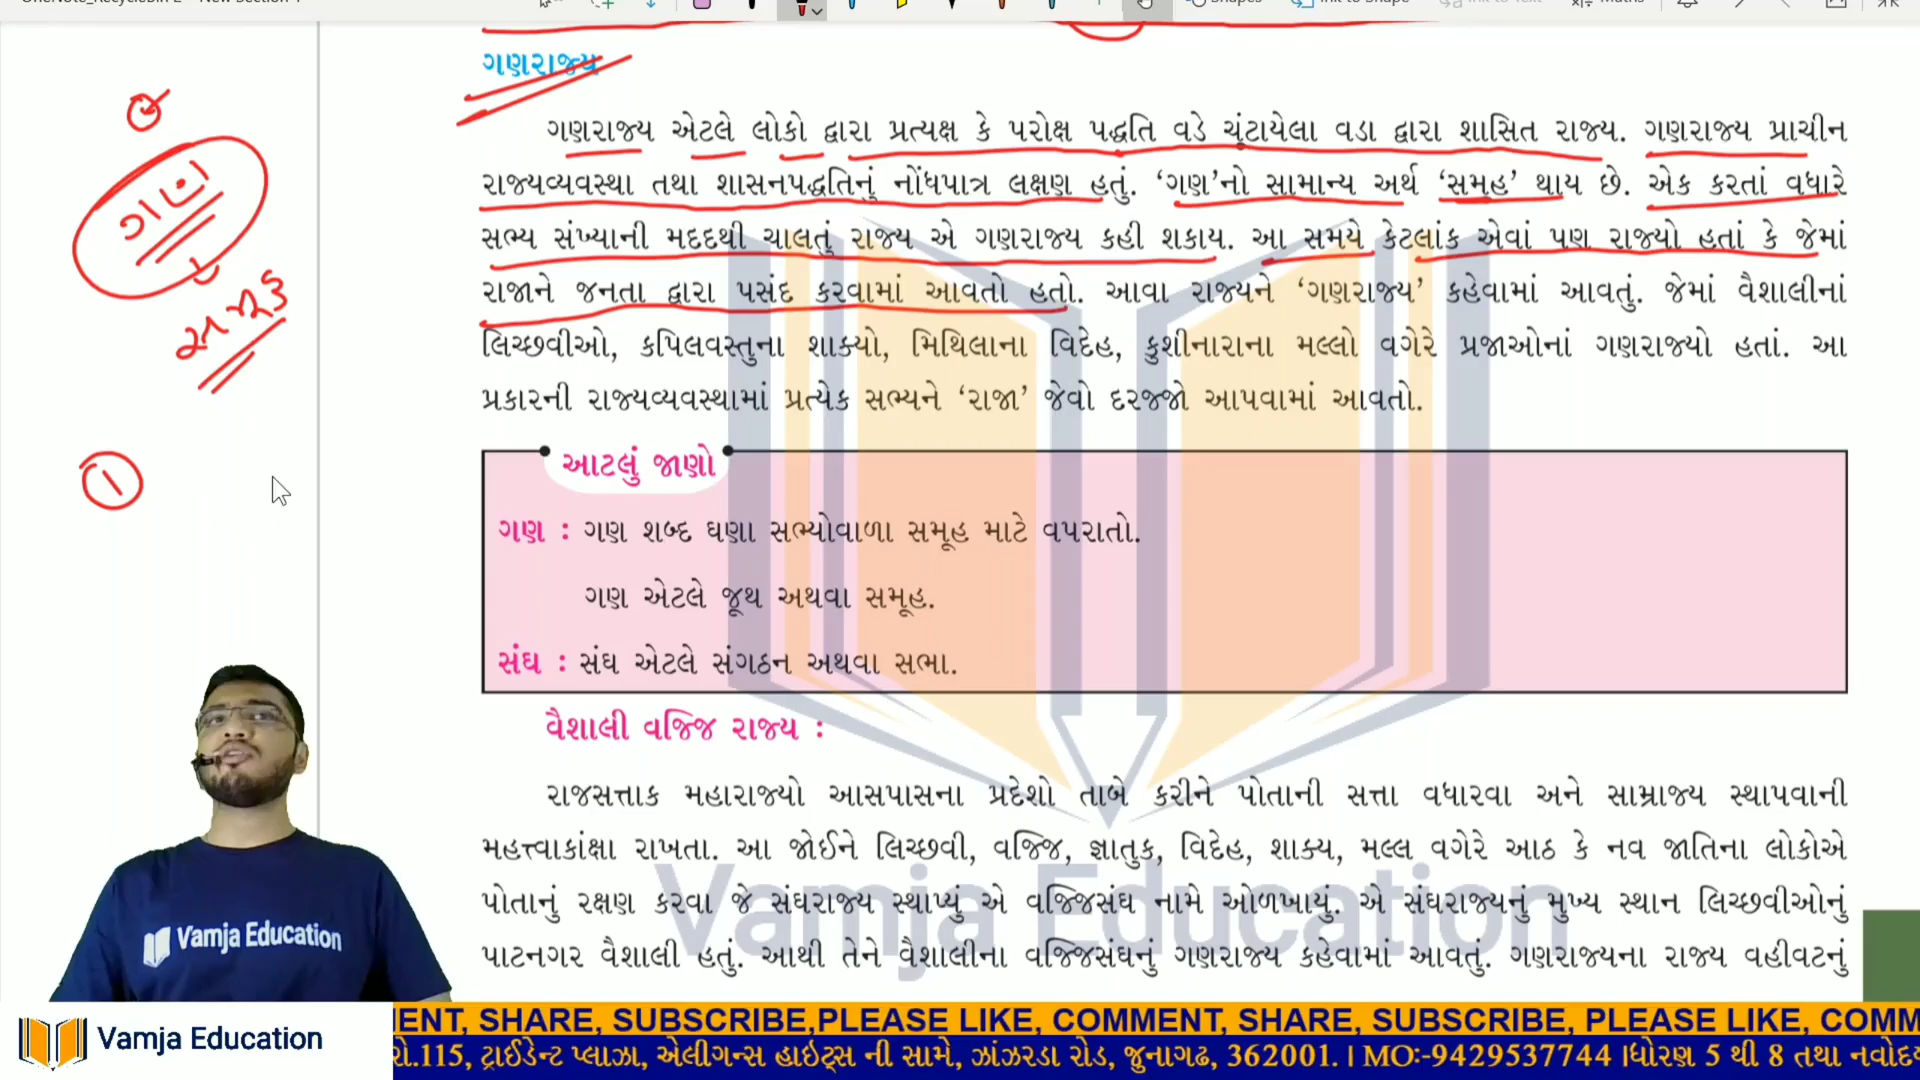 ગણરાજ્ય
ગણરાજ્ય એટલે લોકો દ્વારા પ્રત્યક્ષ કે પરોક્ષ પદ્ધતિ વડે ચૂંટાયેલા વડા દ્વારા શાસિત રાજ્ય. ગણરાજ્ય પ્રાચીન
રાજ્યવ્યવસ્થા તથા શાસનપદ્ધતિનું નોંધપાત્ર લક્ષણ હતું. ‘ગણ’નો સામાન્ય અર્થ ‘સમૂહ’ થાય છે. એક કરતાં વધારે
સભ્ય સંખ્યાની મદદથી ચાલતું રાજ્ય એ ગણરાજ્ય કહી શકાય. આ સમયે કેટલાંક એવાં પણ રાજ્યો હતાં કે જેમાં
રાજાને જનતા દ્વારા પસંદ કરવામાં આવતો હતો. આવા રાજ્યને ‘ગણરાજ્ય’ કહેવામાં આવતું. જેમાં વૈશાલીનાં
લિચ્છવીઓ, કપિલવસ્તુના શાક્યો, મિથિલાના વિદેહ, કુશીનારાના મલ્લો વગેરે પ્રજાઓનાં ગણરાજ્યો હતાં. આ
પ્રકારની રાજ્યવ્યવસ્થામાં પ્રત્યેક સભ્યને ‘રાજા’ જેવો દરજ્જો આપવામાં આવતો.
ગણ
સમૂહ
૧
આટલું જાણો
ગણ : ગણ શબ્દ ઘણા સભ્યોવાળા સમૂહ માટે વપરાતો.
ગણ એટલે જૂથ અથવા સમૂહ.
સંઘ : સંઘ એટલે સંગઠન અથવા સભા.
વૈશાલી વજ્જિ રાજ્ય :
રાજસત્તાક મહારાજ્યો આસપાસના પ્રદેશો તાબે કરીને પોતાની સત્તા વધારવા અને સામ્રાજ્ય સ્થાપવાની
મહત્ત્વાકાંક્ષા રાખતા. આ જોઈને લિચ્છવી, વજ્જિ, જ્ઞાતુક, વિદેહ, શાક્ય, મલ્લ વગેરે આઠ કે નવ જાતિના લોકોએ
પોતાનું રક્ષણ કરવા જે સંઘરાજ્ય સ્થાપ્યું એ વજ્જિસંઘ નામે ઓળખાયું. એ સંઘરાજ્યનું મુખ્ય સ્થાન લિચ્છવીઓનું
પાટનગર વૈશાલી હતું. આથી તેને વૈશાલીના વજ્જિસંઘનું ગણરાજ્ય કહેવામાં આવતું. ગણરાજ્યના રાજ્ય વહીવટનું
Vamja Education
Vamja Education
Vamja Education
ENT, SHARE, SUBSCRIBE,PLEASE LIKE, COMMENT, SHARE, SUBSCRIBE, PLEASE LIKE, COMM
રો.115, ટ્રાઈડેન્ટ પ્લાઝા, એલીગન્સ હાઇટ્સ ની સામે, ઝાંઝરડા રોડ, જુનાગઢ, 362001. | MO:-9429537744 |ધોરણ 5 થી 8 તથા નવોદય